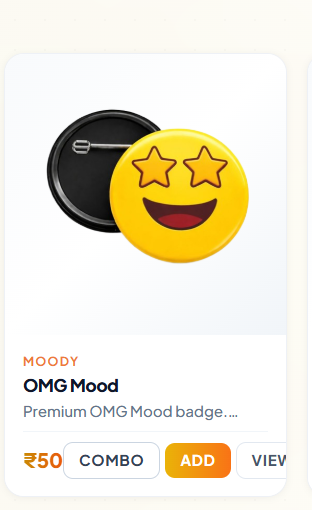 MOODY
OMG Mood
Premium OMG Mood badge....
₹50 COMBO ADD VIEW